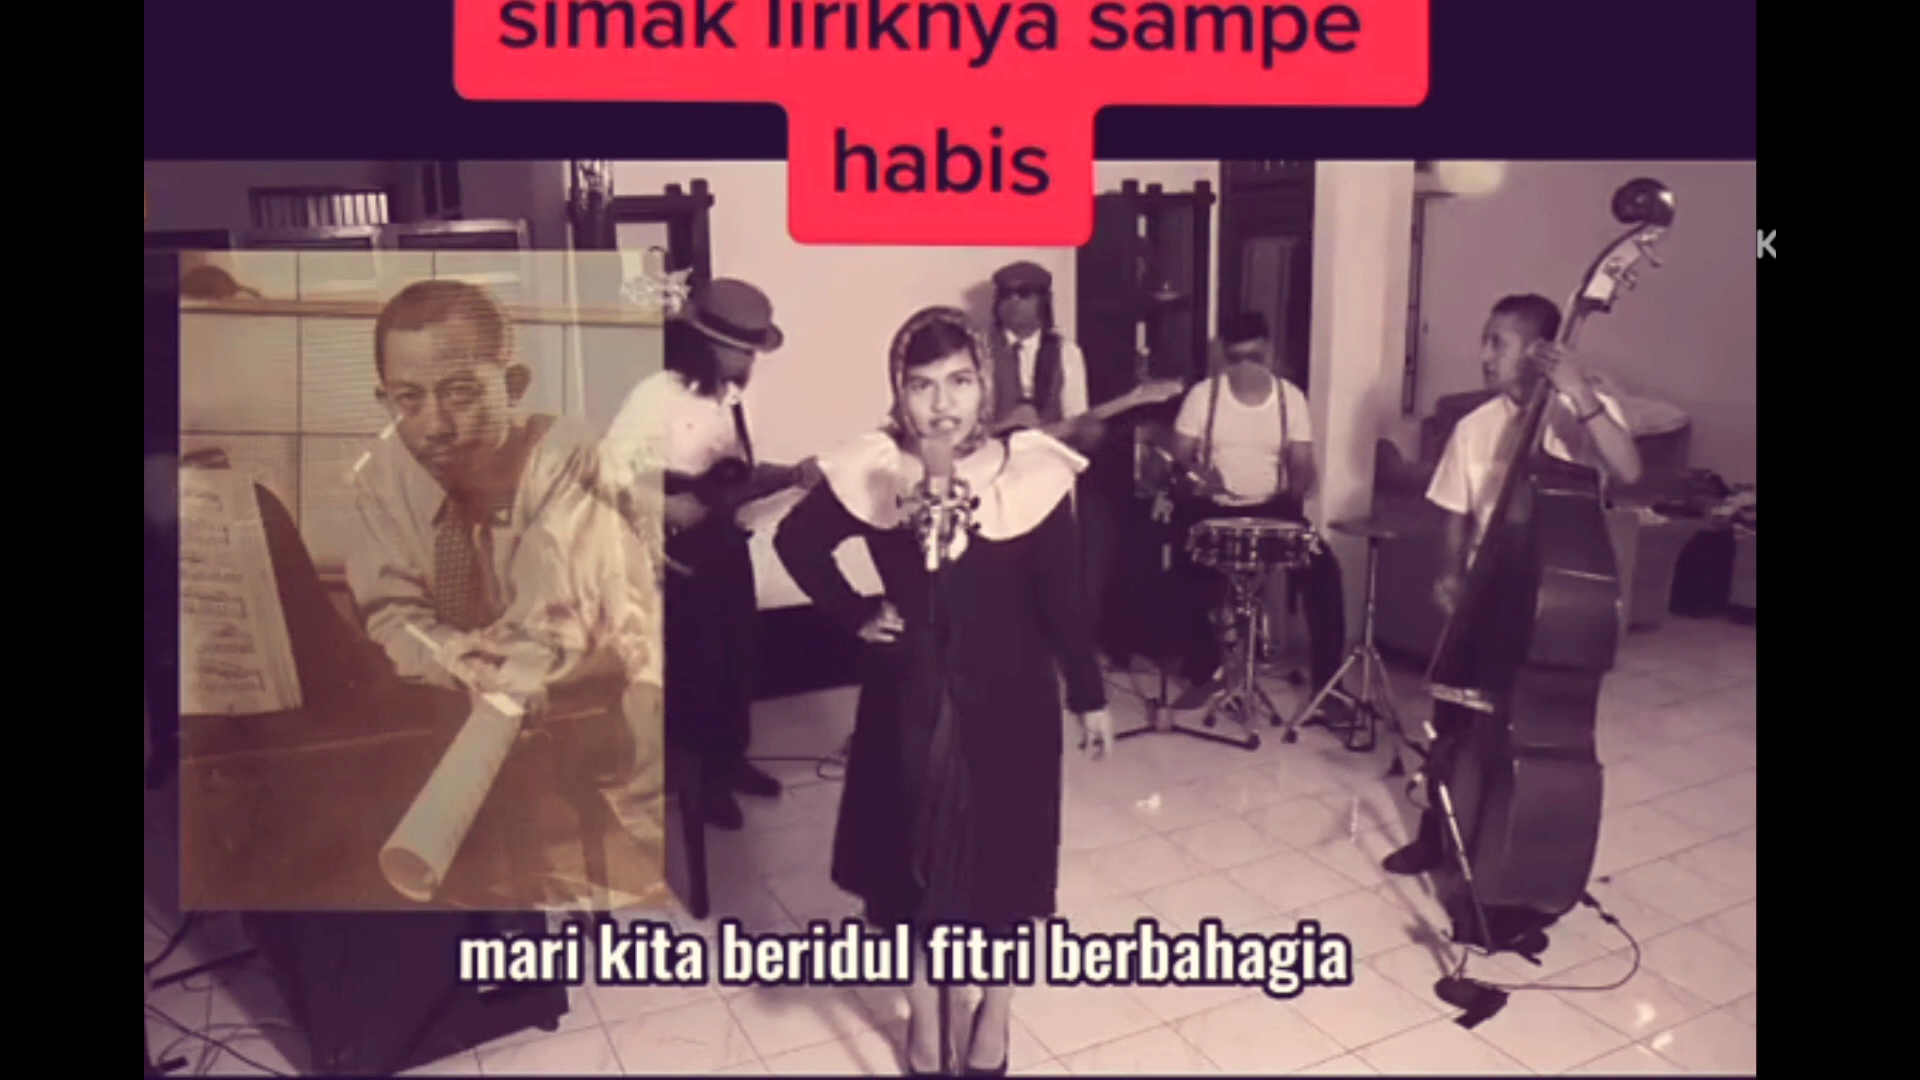 simak liriknya sampe
habis
K
mari kita beridul fitri berbahagia